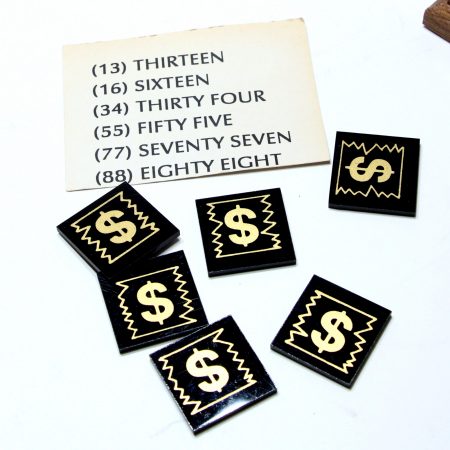 (13) THIRTEEN
(16) SIXTEEN
(34) THIRTY FOUR
(55) FIFTY FIVE
(77) SEVENTY SEVEN
(88) EIGHTY EIGHT
$
$
$
$
$
$